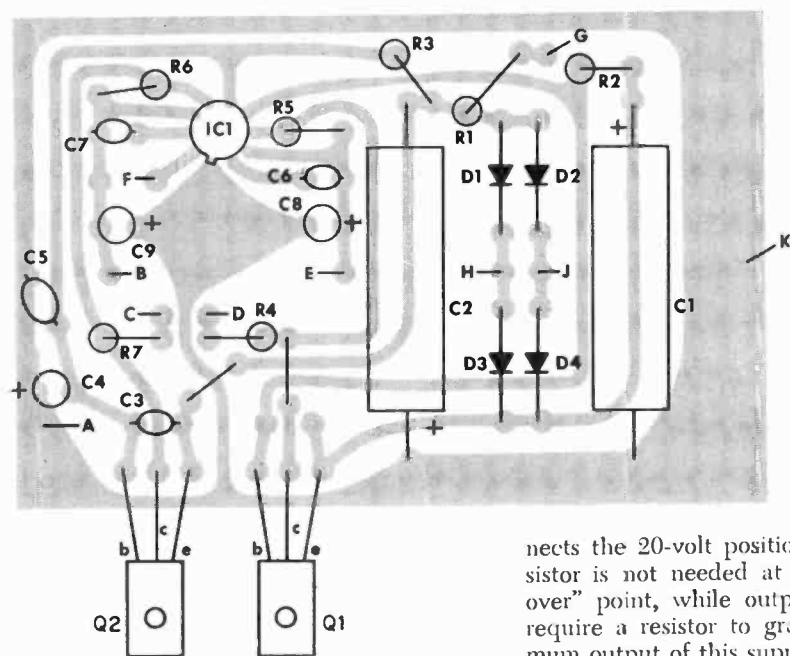 R3
G
R6
R2
IC1
R5
R1
+
C7
F
C6
D1
D2
C8
+
+
C9
C5
B
E
H
J
K
C
D
R4
C2
C1
R7
D3
D4
+
C4
C3
A
+
b
c
e
b
c
e
Q2
Q1
nects the 20-volt positio
sistor is not needed at
over” point, while outp
require a resistor to gra
mum output of this supp